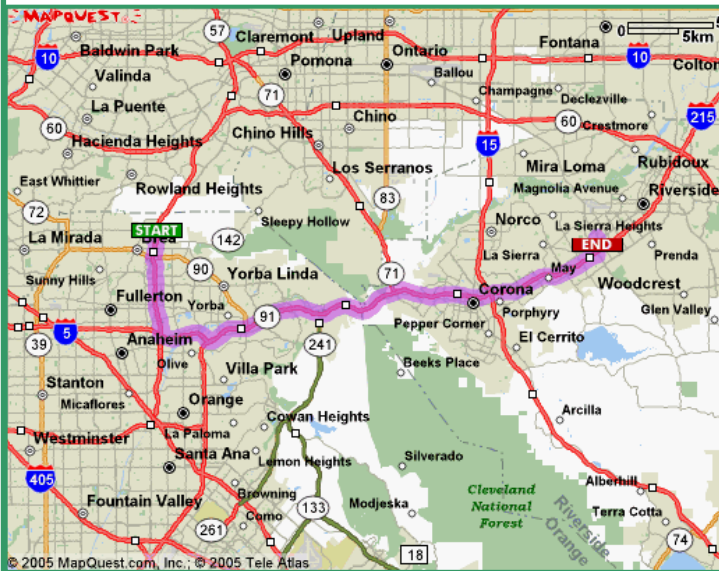 MAPQUEST
57
Claremont
Upland
0 5
5km
10
Baldwin Park
Pomona
Ontario
Fontana
10
Colton
Valinda
Ballou
71
Champagne
Declezville
215
La Puente
Chino
60
Crestmore
60
Hacienda Heights
Chino Hills
15
Los Serranos
Mira Loma
Rubidoux
East Whittier
Rowland Heights
Magnolia Avenue
Riverside
72
83
Norco
La Sierra Heights
START
Brea
Sleepy Hollow
142
La Mirada
END
90
71
La Sierra
May
Prenda
Sunny Hills
Yorba Linda
Woodcrest
Fullerton
Yorba
91
Corona
Porphyry
Glen Valley
5
Anaheim
Pepper Corner
El Cerrito
39
Olive
241
Villa Park
Beeks Place
Stanton
Micaflores
Orange
Cowan Heights
Arcilla
La Paloma
Westminster
Santa Ana
Lemon Heights
Silverado
405
Browning
Alberhill
Cleveland
National
Forest
Riverside
Orange
Fountain Valley
Como
133
Modjeska
Terra Cotta
261
74
18
© 2005 MapQuest.com, Inc.; © 2005 Tele Atlas